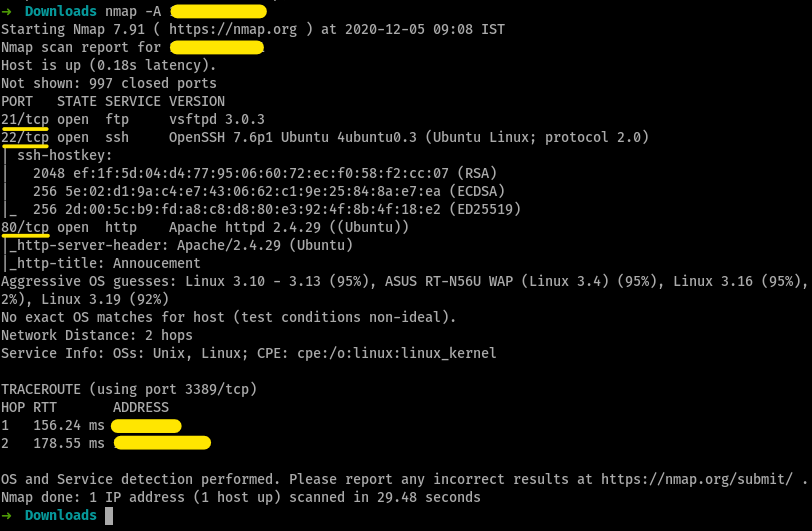 → Downloads nmap -A
Starting Nmap 7.91 ( https://nmap.org ) at 2020-12-05 09:08 IST
Nmap scan report for
Host is up (0.18s latency).
Not shown: 997 closed ports
PORT   STATE SERVICE VERSION
21/tcp open  ftp     vsftpd 3.0.3
22/tcp open  ssh     OpenSSH 7.6p1 Ubuntu 4ubuntu0.3 (Ubuntu Linux; protocol 2.0)
| ssh-hostkey:
|   2048 ef:1f:5d:04:d4:77:95:06:60:72:ec:f0:58:f2:cc:07 (RSA)
|   256 5e:02:d1:9a:c4:e7:43:06:62:c1:9e:25:84:8a:e7:ea (ECDSA)
|_  256 2d:00:5c:b9:fd:a8:c8:d8:80:e3:92:4f:8b:4f:18:e2 (ED25519)
80/tcp open  http    Apache httpd 2.4.29 ((Ubuntu))
|_http-server-header: Apache/2.4.29 (Ubuntu)
|_http-title: Annoucement
Aggressive OS guesses: Linux 3.10 - 3.13 (95%), ASUS RT-N56U WAP (Linux 3.4) (95%), Linux 3.16 (95%),
2%), Linux 3.19 (92%)
No exact OS matches for host (test conditions non-ideal).
Network Distance: 2 hops
Service Info: OSs: Unix, Linux; CPE: cpe:/o:linux:linux_kernel
TRACEROUTE (using port 3389/tcp)
HOP RTT       ADDRESS
1   156.24 ms
2   178.55 ms
OS and Service detection performed. Please report any incorrect results at https://nmap.org/submit/ .
Nmap done: 1 IP address (1 host up) scanned in 29.48 seconds
→ Downloads